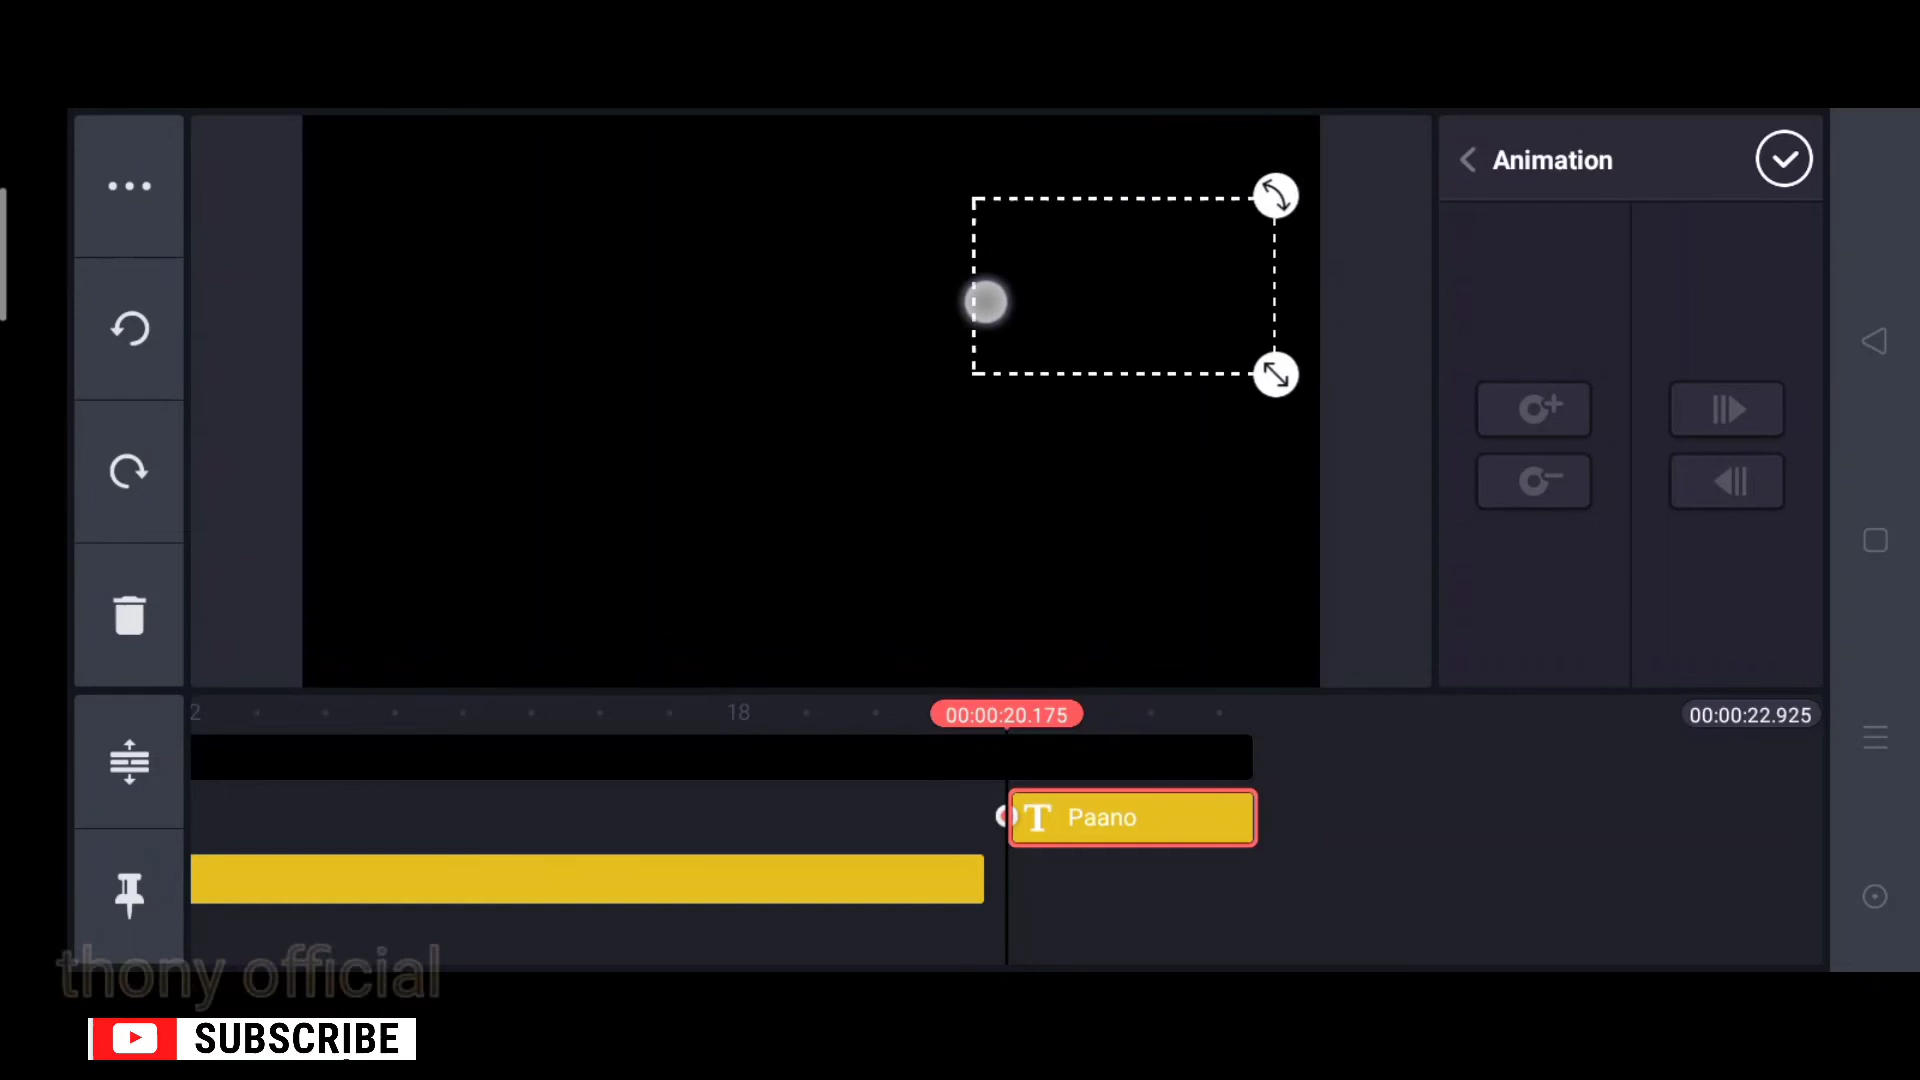 Animation
2
18
00:00:20.175
00:00:22.925
T Paano
thony official
SUBSCRIBE